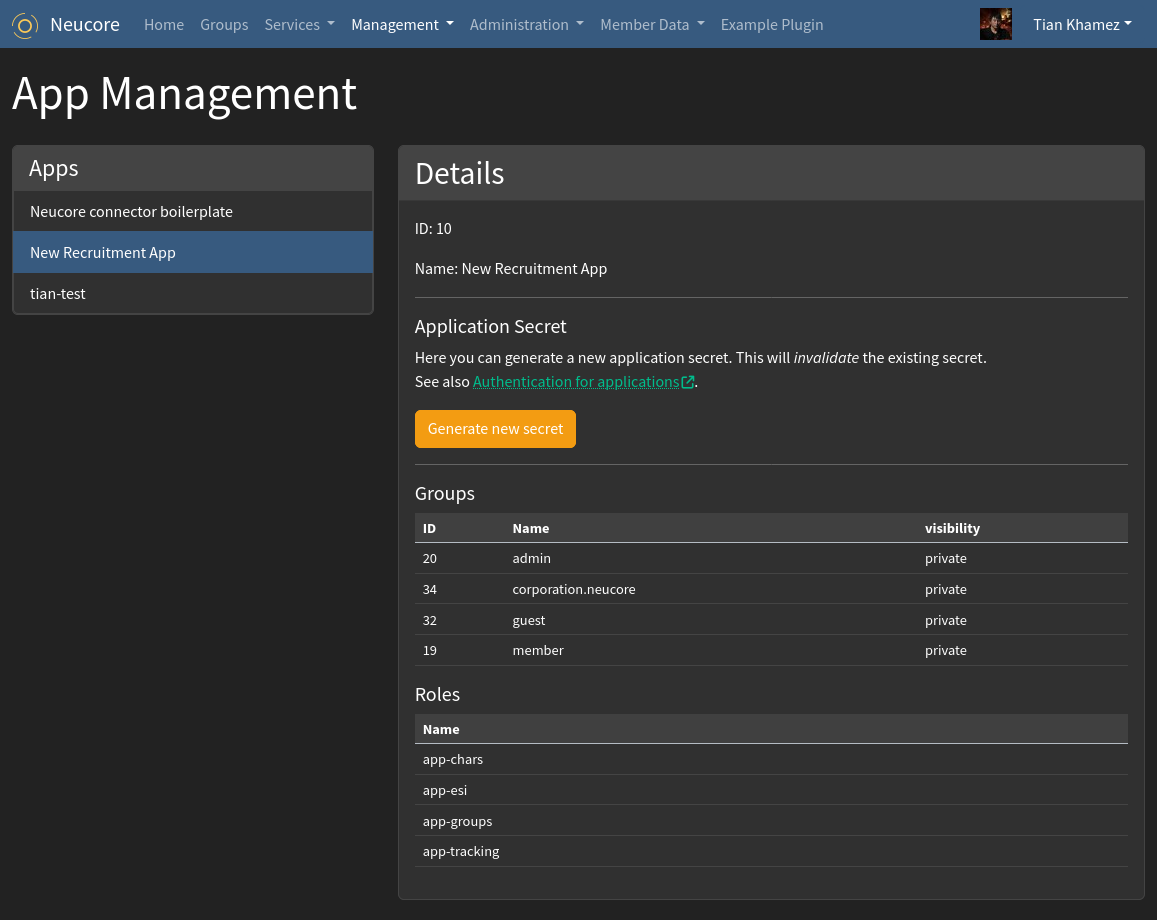 Neucore Home Groups Services Management Administration Member Data Example Plugin Tian Khamez
App Management
Apps
Neucore connector boilerplate
New Recruitment App
tian-test
Details
ID: 10
Name: New Recruitment App
Application Secret
Here you can generate a new application secret. This will invalidate the existing secret.
See also Authentication for applications.
Generate new secret
Groups
ID Name visibility
20 admin private
34 corporation.neucore private
32 guest private
19 member private
Roles
Name
app-chars
app-esi
app-groups
app-tracking